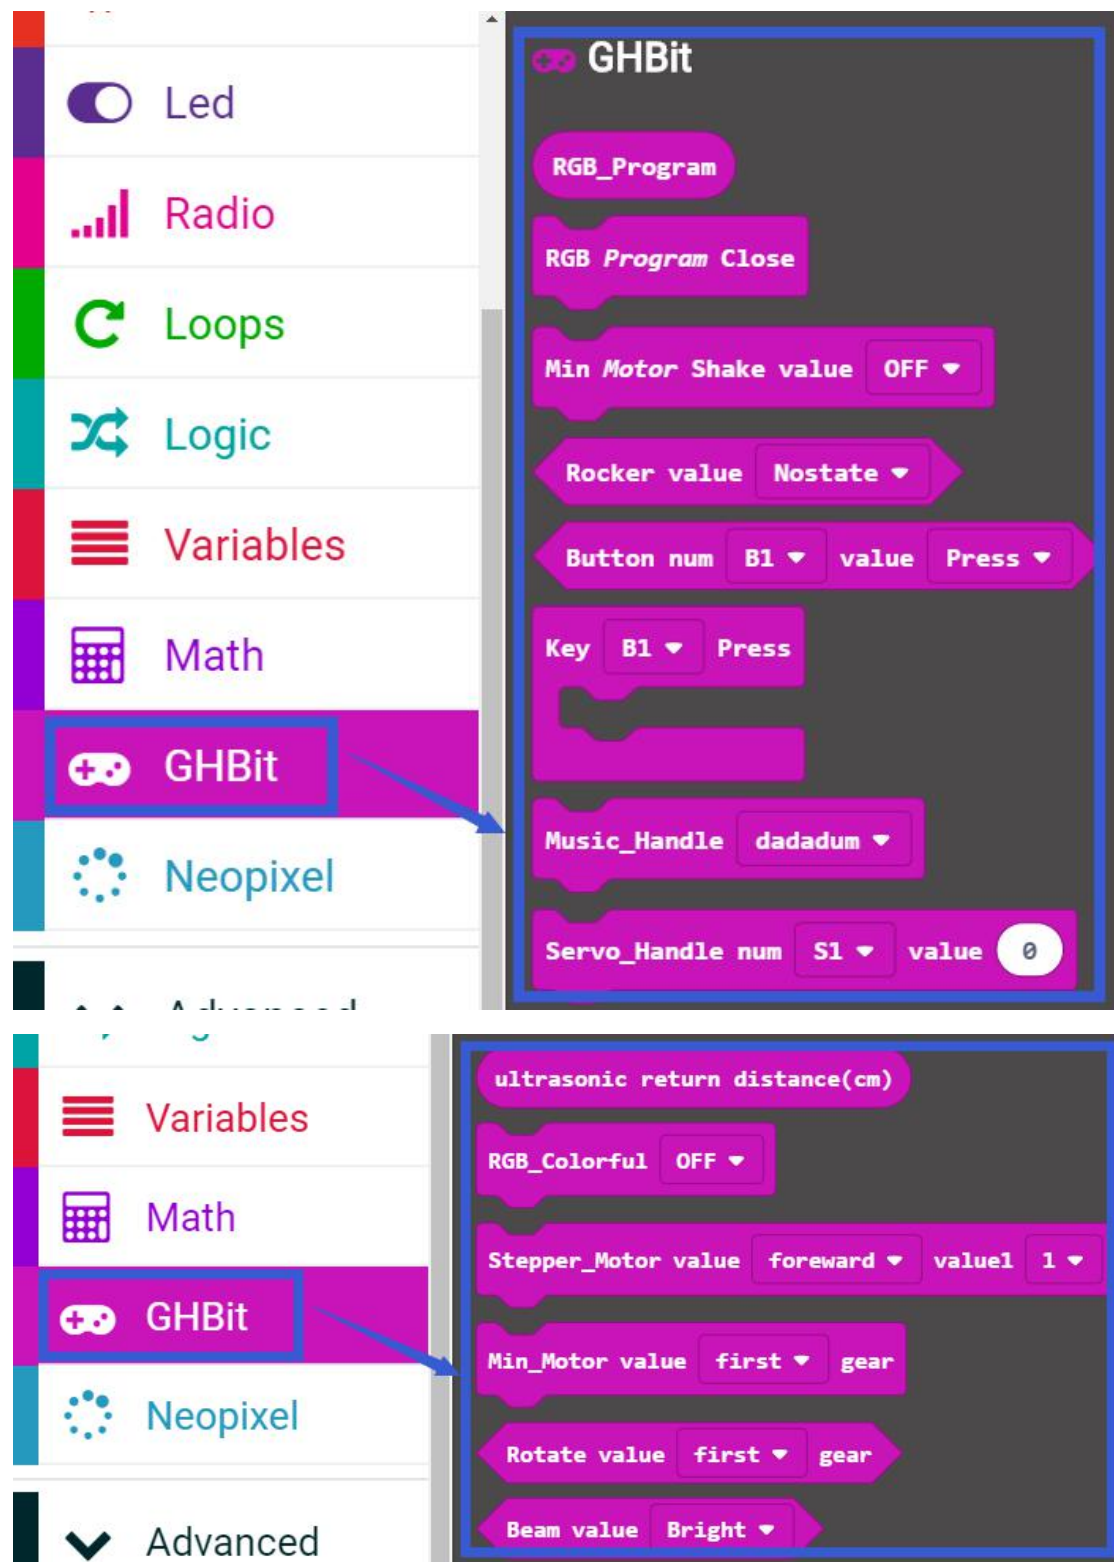 Led
Radio
Loops
Logic
Variables
Math
GHBit
Neopixel
Advanced
GHBit
RGB_Program
RGB Program Close
Min Motor Shake value OFF
Rocker value Nostate
Button num B1 value Press
Key B1 Press
Music_Handle dadadum
Servo_Handle num S1 value 0
Variables
Math
GHBit
Neopixel
Advanced
ultrasonic return distance(cm)
RGB_Colorful OFF
Stepper_Motor value foreward value1 1
Min_Motor value first gear
Rotate value first gear
Beam value Bright